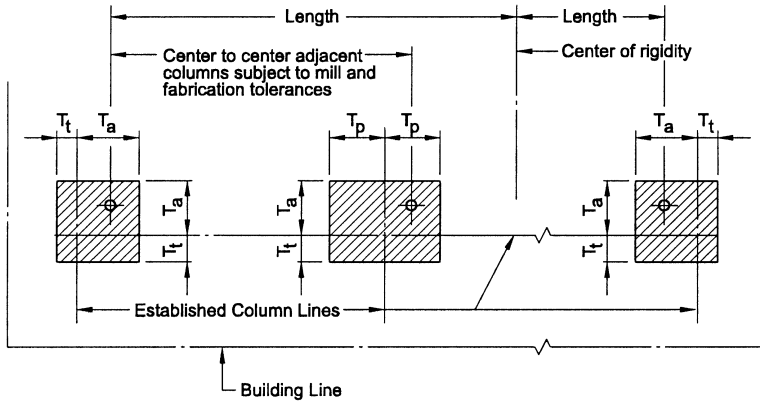 Length
Length
Center to center adjacent
columns subject to mill and
fabrication tolerances
Center of rigidity
Tt
Ta
Tp
Tp
Ta
Tt
Ta
Tt
Ta
Tt
Ta
Tt
Established Column Lines
Building Line